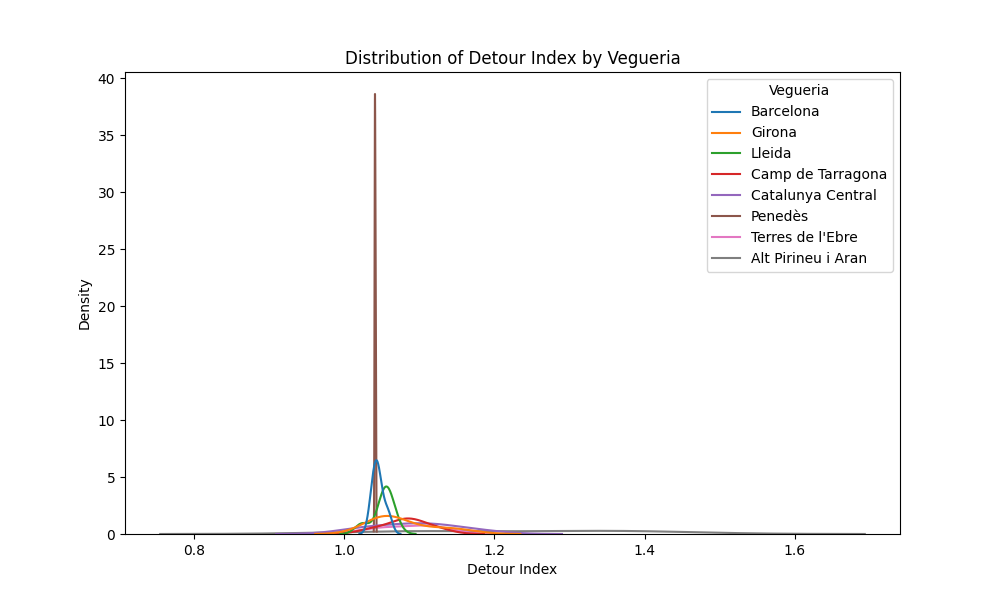 Distribution of Detour Index by Vegueria
40
35
30
25
20
15
10
5
0
Density
0.8
1.0
1.2
1.4
1.6
Detour Index
Vegueria
Barcelona
Girona
Lleida
Camp de Tarragona
Catalunya Central
Penedès
Terres de l'Ebre
Alt Pirineu i Aran